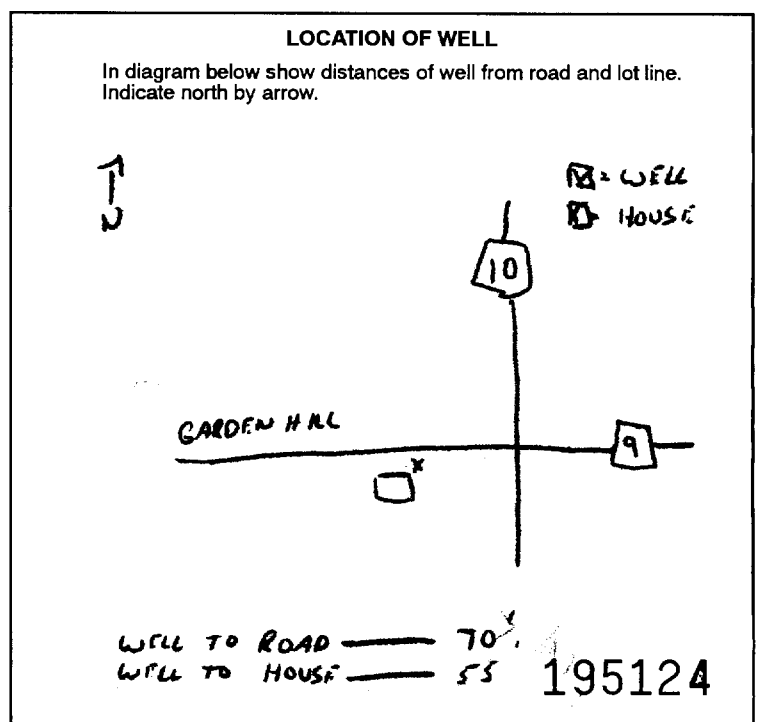 LOCATION OF WELL
In diagram below show distances of well from road and lot line.
Indicate north by arrow.
N
= WELL
HOUSE
10
GARDEN HILL
9
x
WELL TO ROAD — 70'
WELL TO HOUSE — 55
195124